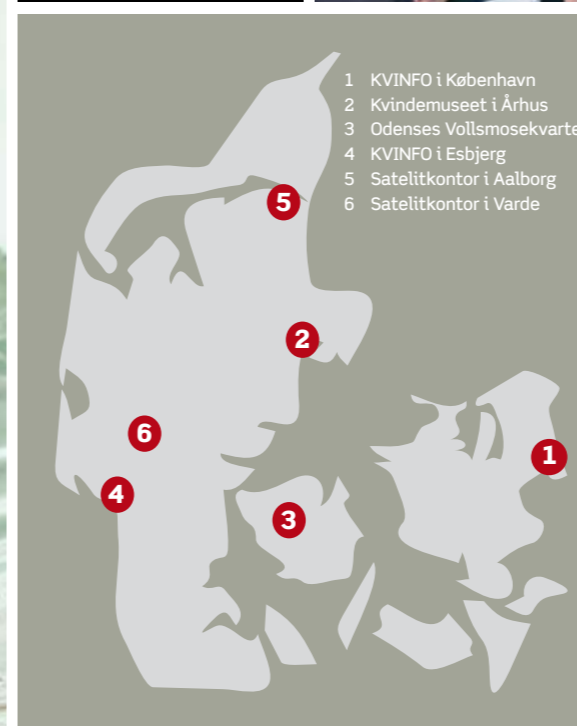 1 KVINFO i København
2 Kvindemuseet i Århus
3 Odenses Vollsmosekvarte
4 KVINFO i Esbjerg
5 Satelitkontor i Aalborg
6 Satelitkontor i Varde
5
2
1
6
4
3